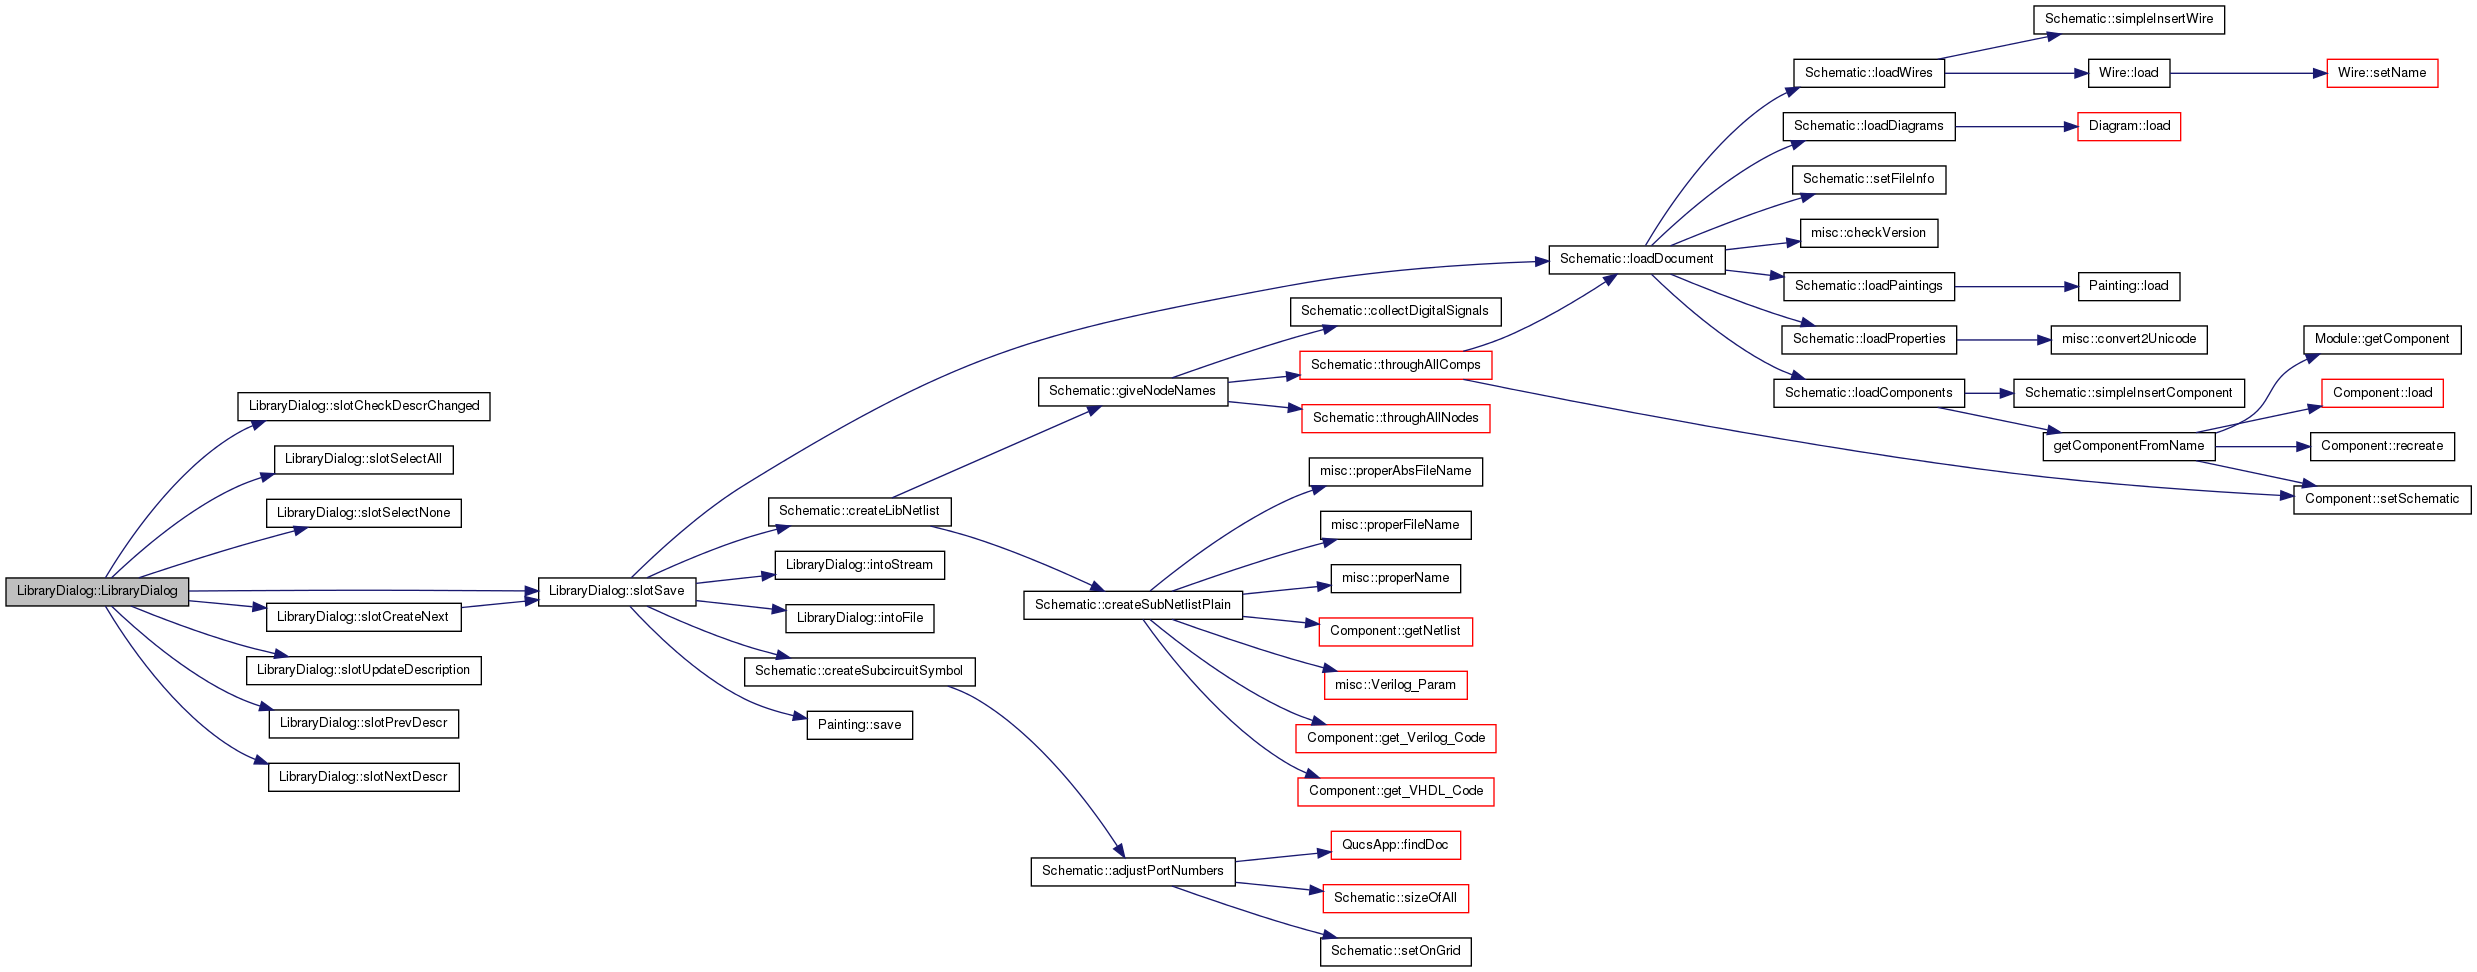 LibraryDialog::LibraryDialog
LibraryDialog::slotCheckDescrChanged
LibraryDialog::slotSelectAll
LibraryDialog::slotSelectNone
LibraryDialog::slotCreateNext
LibraryDialog::slotUpdateDescription
LibraryDialog::slotPrevDescr
LibraryDialog::slotNextDescr
LibraryDialog::slotSave
Schematic::createLibNetlist
LibraryDialog::intoStream
LibraryDialog::intoFile
Schematic::createSubcircuitSymbol
Painting::save
Schematic::giveNodeNames
Schematic::createSubNetlistPlain
Schematic::adjustPortNumbers
Schematic::collectDigitalSignals
Schematic::throughAllComps
Schematic::throughAllNodes
misc::properAbsFileName
misc::properFileName
misc::properName
Component::getNetlist
misc::Verilog_Param
Component::get_Verilog_Code
Component::get_VHDL_Code
QucsApp::findDoc
Schematic::sizeOfAll
Schematic::setOnGrid
Schematic::loadDocument
Schematic::loadWires
Schematic::loadDiagrams
Schematic::setFileInfo
misc::checkVersion
Schematic::loadPaintings
Schematic::loadProperties
Schematic::loadComponents
Schematic::simpleInsertWire
Wire::load
Diagram::load
Painting::load
misc::convert2Unicode
Schematic::simpleInsertComponent
getComponentFromName
Wire::setName
Module::getComponent
Component::load
Component::recreate
Component::setSchematic